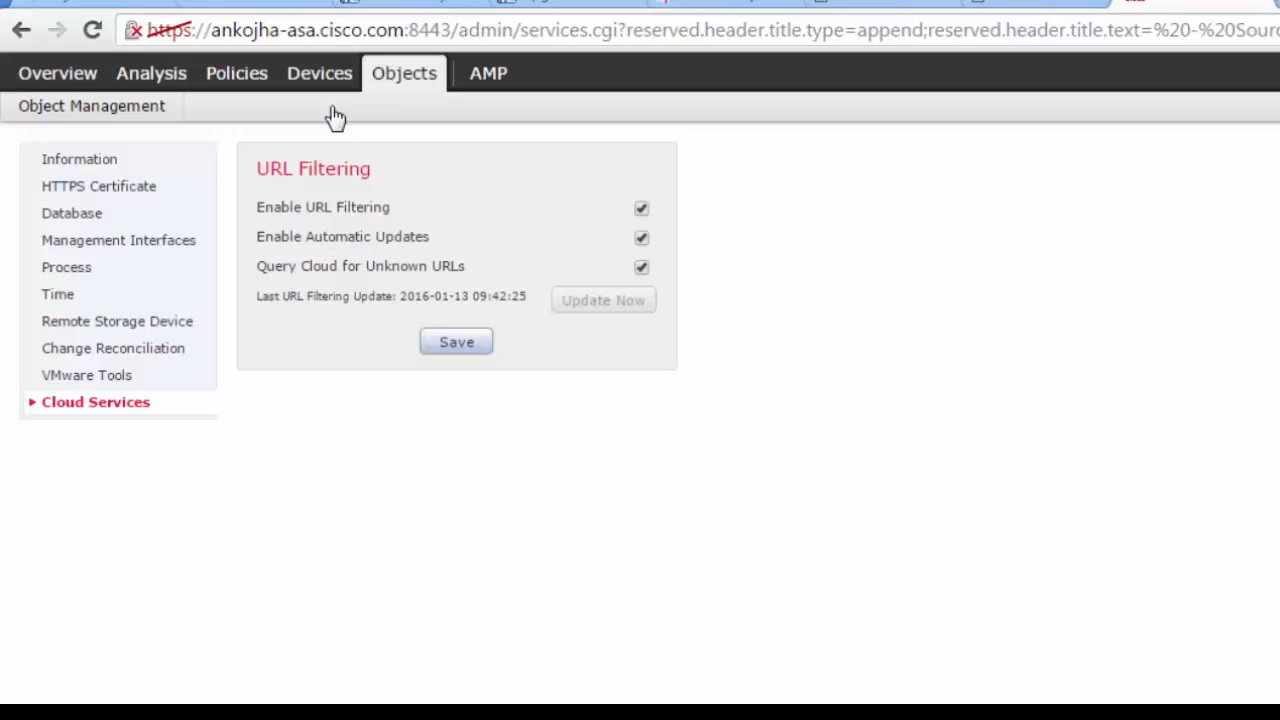 https://ankojha-asa.cisco.com:8443/admin/services.cgi?reserved.header.title.type=append;reserved.header.title.text=%20-%20Sour
Overview Analysis Policies Devices Objects AMP
Object Management
Information
HTTPS Certificate
Database
Management Interfaces
Process
Time
Remote Storage Device
Change Reconciliation
VMware Tools
Cloud Services
URL Filtering
Enable URL Filtering
Enable Automatic Updates
Query Cloud for Unknown URLs
Last URL Filtering Update: 2016-01-13 09:42:25 Update Now
Save